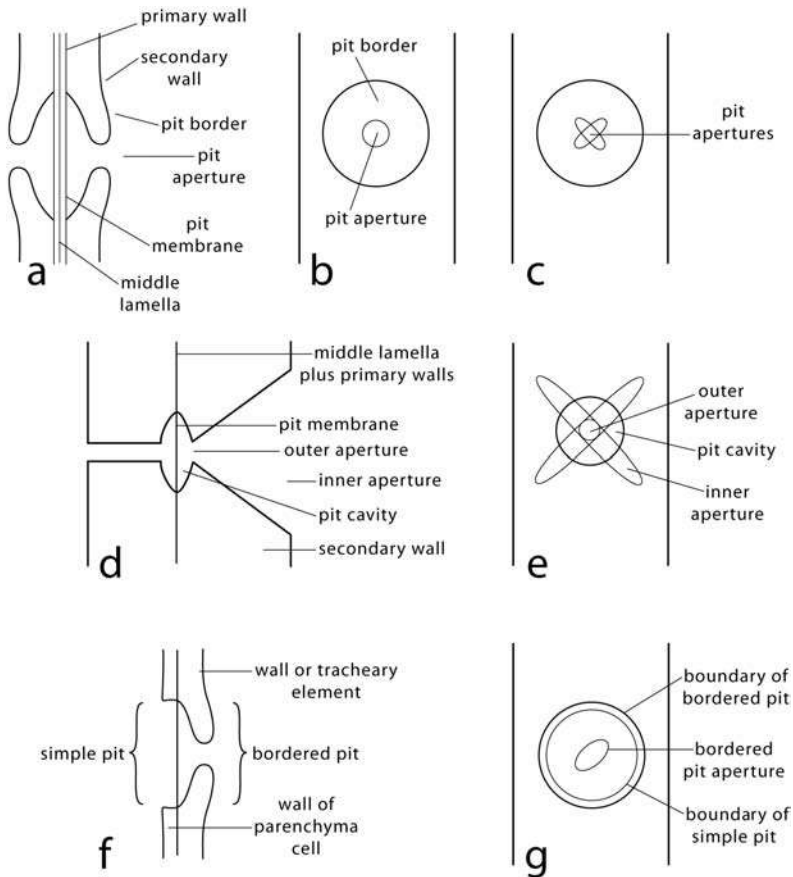 primary wall
secondary
wall
pit border
pit
aperture
pit
membrane
middle
lamella
a
pit border
pit aperture
b
pit
apertures
c
middle lamella
plus primary walls
pit membrane
outer aperture
inner aperture
pit cavity
secondary wall
d
outer
aperture
pit cavity
inner
aperture
e
wall or tracheary
element
simple pit
bordered pit
wall of
parenchyma
cell
f
boundary of
bordered pit
bordered
pit aperture
boundary of
simple pit
g